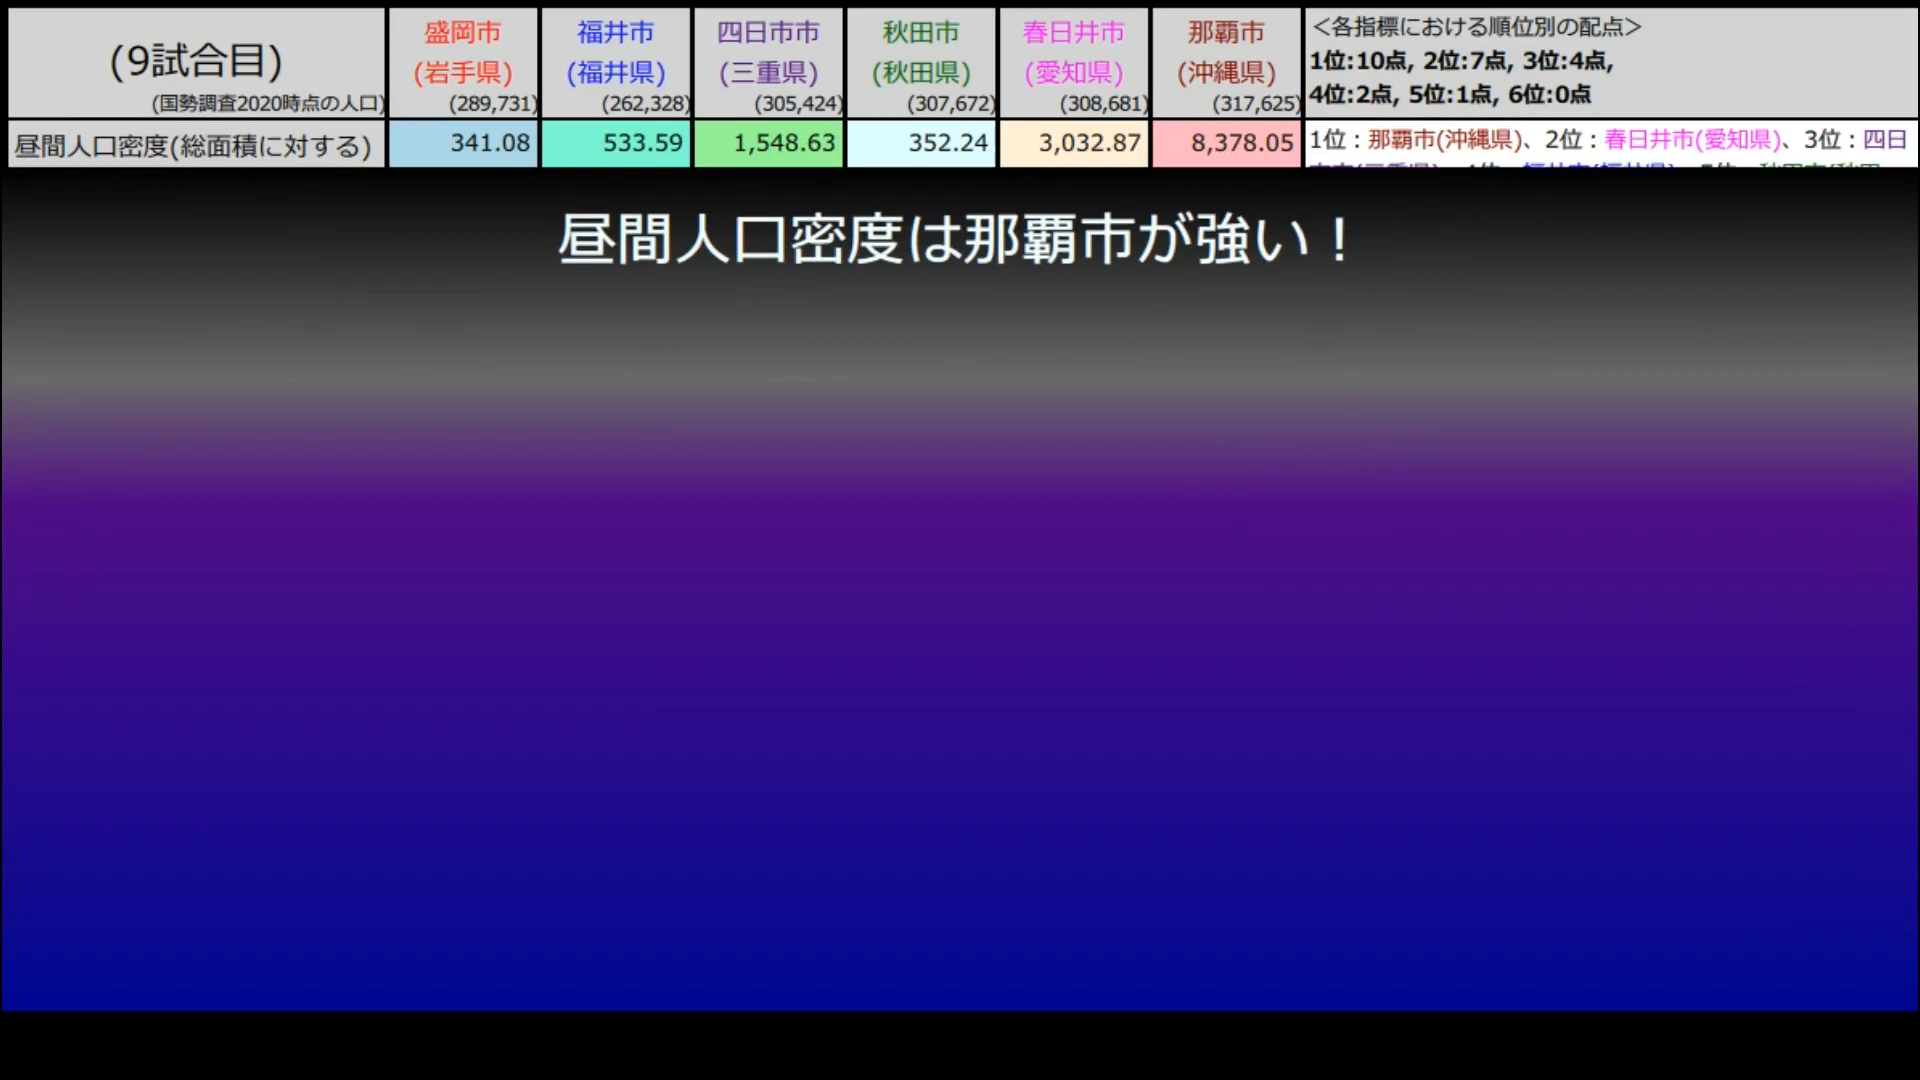 (9試合目)
(国勢調査2020時点の人口)
盛岡市
(岩手県)
(289,731)
福井市
(福井県)
(262,328)
四日市市
(三重県)
(305,424)
秋田市
(秋田県)
(307,672)
春日井市
(愛知県)
(308,681)
那覇市
(沖縄県)
(317,625)
＜各指標における順位別の配点＞
1位:10点, 2位:7点, 3位:4点,
4位:2点, 5位:1点, 6位:0点
昼間人口密度(総面積に対する)
341.08
533.59
1,548.63
352.24
3,032.87
8,378.05
1位：那覇市(沖縄県)、2位：春日井市(愛知県)、3位：四日
昼間人口密度は那覇市が強い！